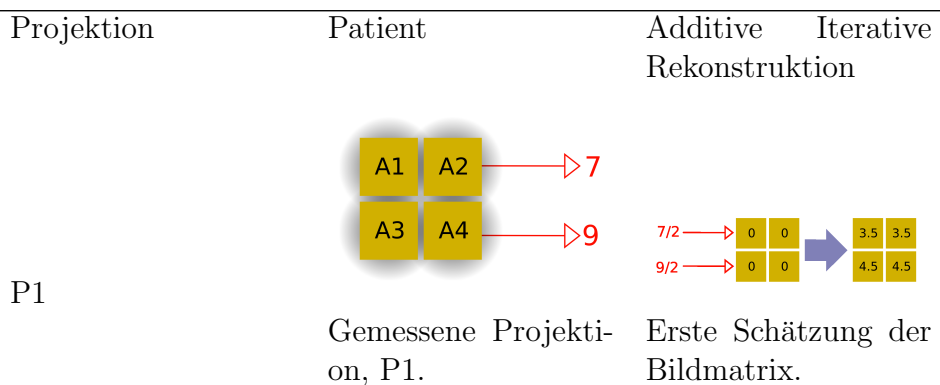 Projektion Patient Additive Iterative
Rekonstruktion
A1 A2 7
A3 A4 9
7/2 0 0 3.5 3.5
9/2 0 0 4.5 4.5
P1
Gemessene Projekti-
on, P1.
Erste Schätzung der
Bildmatrix.